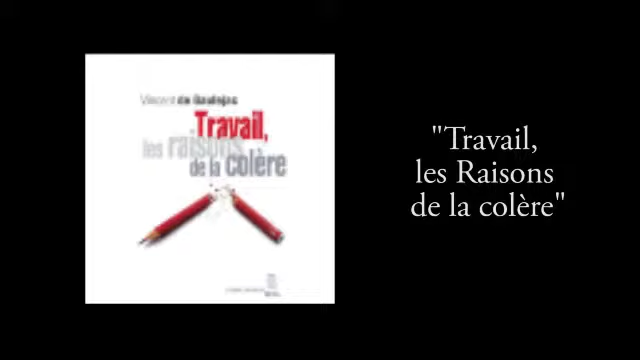 Vincent de Gaulejac
Travail,
les raisons
de la colère
"Travail,
les Raisons
de la colère"